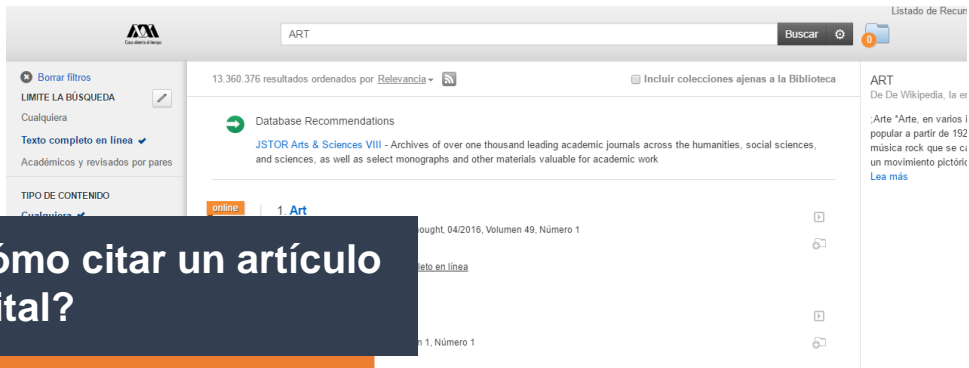 Listado de Recurs
Casa abierta al tiempo
ART
Buscar
0
Borrar filtros
LIMITE LA BÚSQUEDA
Cualquiera
Texto completo en línea
Académicos y revisados por pares
TIPO DE CONTENIDO
Cualquiera
13.360.376 resultados ordenados por Relevancia
Incluir colecciones ajenas a la Biblioteca
Database Recommendations
JSTOR Arts & Sciences VIII - Archives of over one thousand leading academic journals across the humanities, social sciences,
and sciences, as well as select monographs and other materials valuable for academic work
online
1. Art
ought, 04/2016, Volumen 49, Número 1
leto en línea
n 1, Número 1
ART
De De Wikipedia, la en
;Arte *Arte, en varios i
popular a partir de 192
música rock que se ca
un movimiento pictóric
Lea más
ómo citar un artículo
ital?